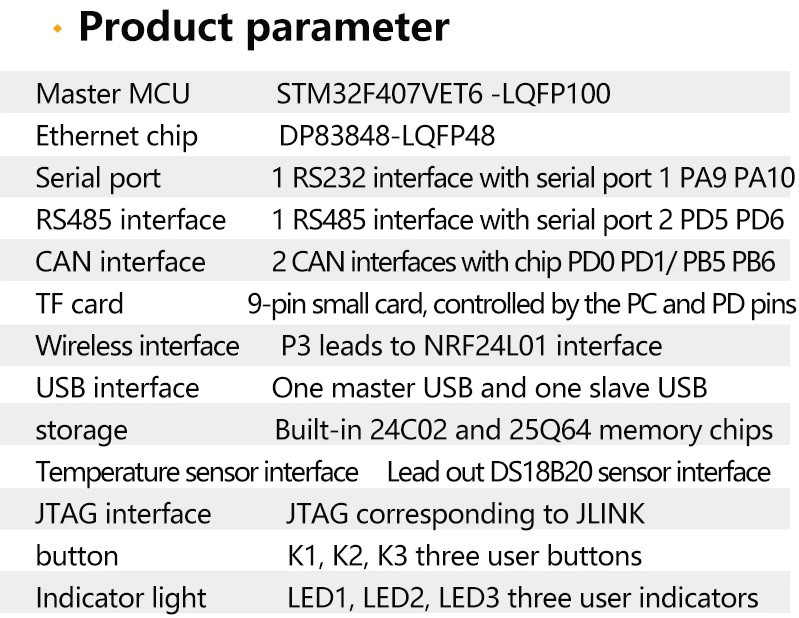 Product parameter
Master MCU STM32F407VET6 -LQFP100
Ethernet chip DP83848-LQFP48
Serial port 1 RS232 interface with serial port 1 PA9 PA10
RS485 interface 1 RS485 interface with serial port 2 PD5 PD6
CAN interface 2 CAN interfaces with chip PD0 PD1/ PB5 PB6
TF card 9-pin small card, controlled by the PC and PD pins
Wireless interface P3 leads to NRF24L01 interface
USB interface One master USB and one slave USB
storage Built-in 24C02 and 25Q64 memory chips
Temperature sensor interface Lead out DS18B20 sensor interface
JTAG interface JTAG corresponding to JLINK
button K1, K2, K3 three user buttons
Indicator light LED1, LED2, LED3 three user indicators